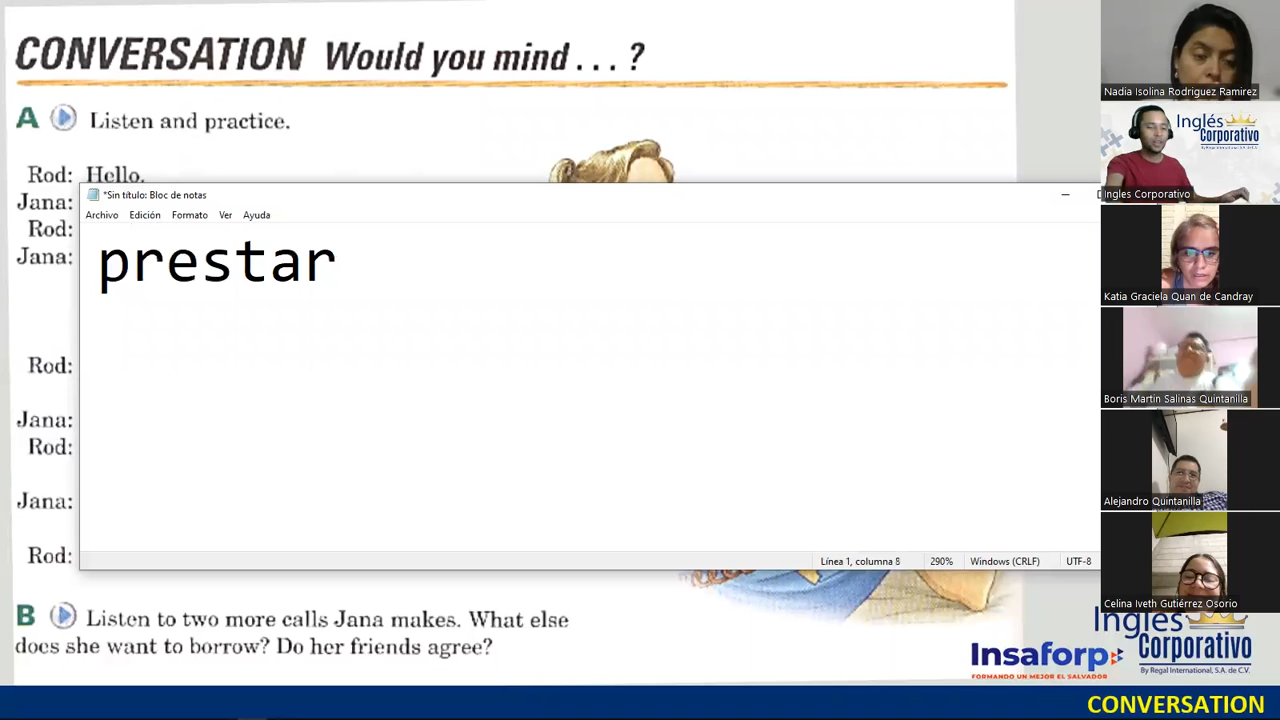 CONVERSATION Would you mind . . . ?
A Listen and practice.
Rod: Hello.
Jana:
Rod:
Jana:
Rod:
Jana:
Rod:
Jana:
Rod:
*Sin título: Bloc de notas
Archivo Edición Formato Ver Ayuda
prestar
Línea 1, columna 8 290% Windows (CRLF) UTF-8
B Listen to two more calls Jana makes. What else
does she want to borrow? Do her friends agree?
Nadia Isolina Rodriguez Ramirez
Inglés
Corporativo
By Regal International, S.A. de C.V.
Ingles Corporativo
Katia Graciela Quan de Candray
Boris Martin Salinas Quintanilla
Alejandro Quintanilla
Celina Iveth Gutiérrez Osorio
Insaforp
FORMANDO UN MEJOR EL SALVADOR
Inglés
Corporativo
By Regal International, S.A. de C.V.
CONVERSATION